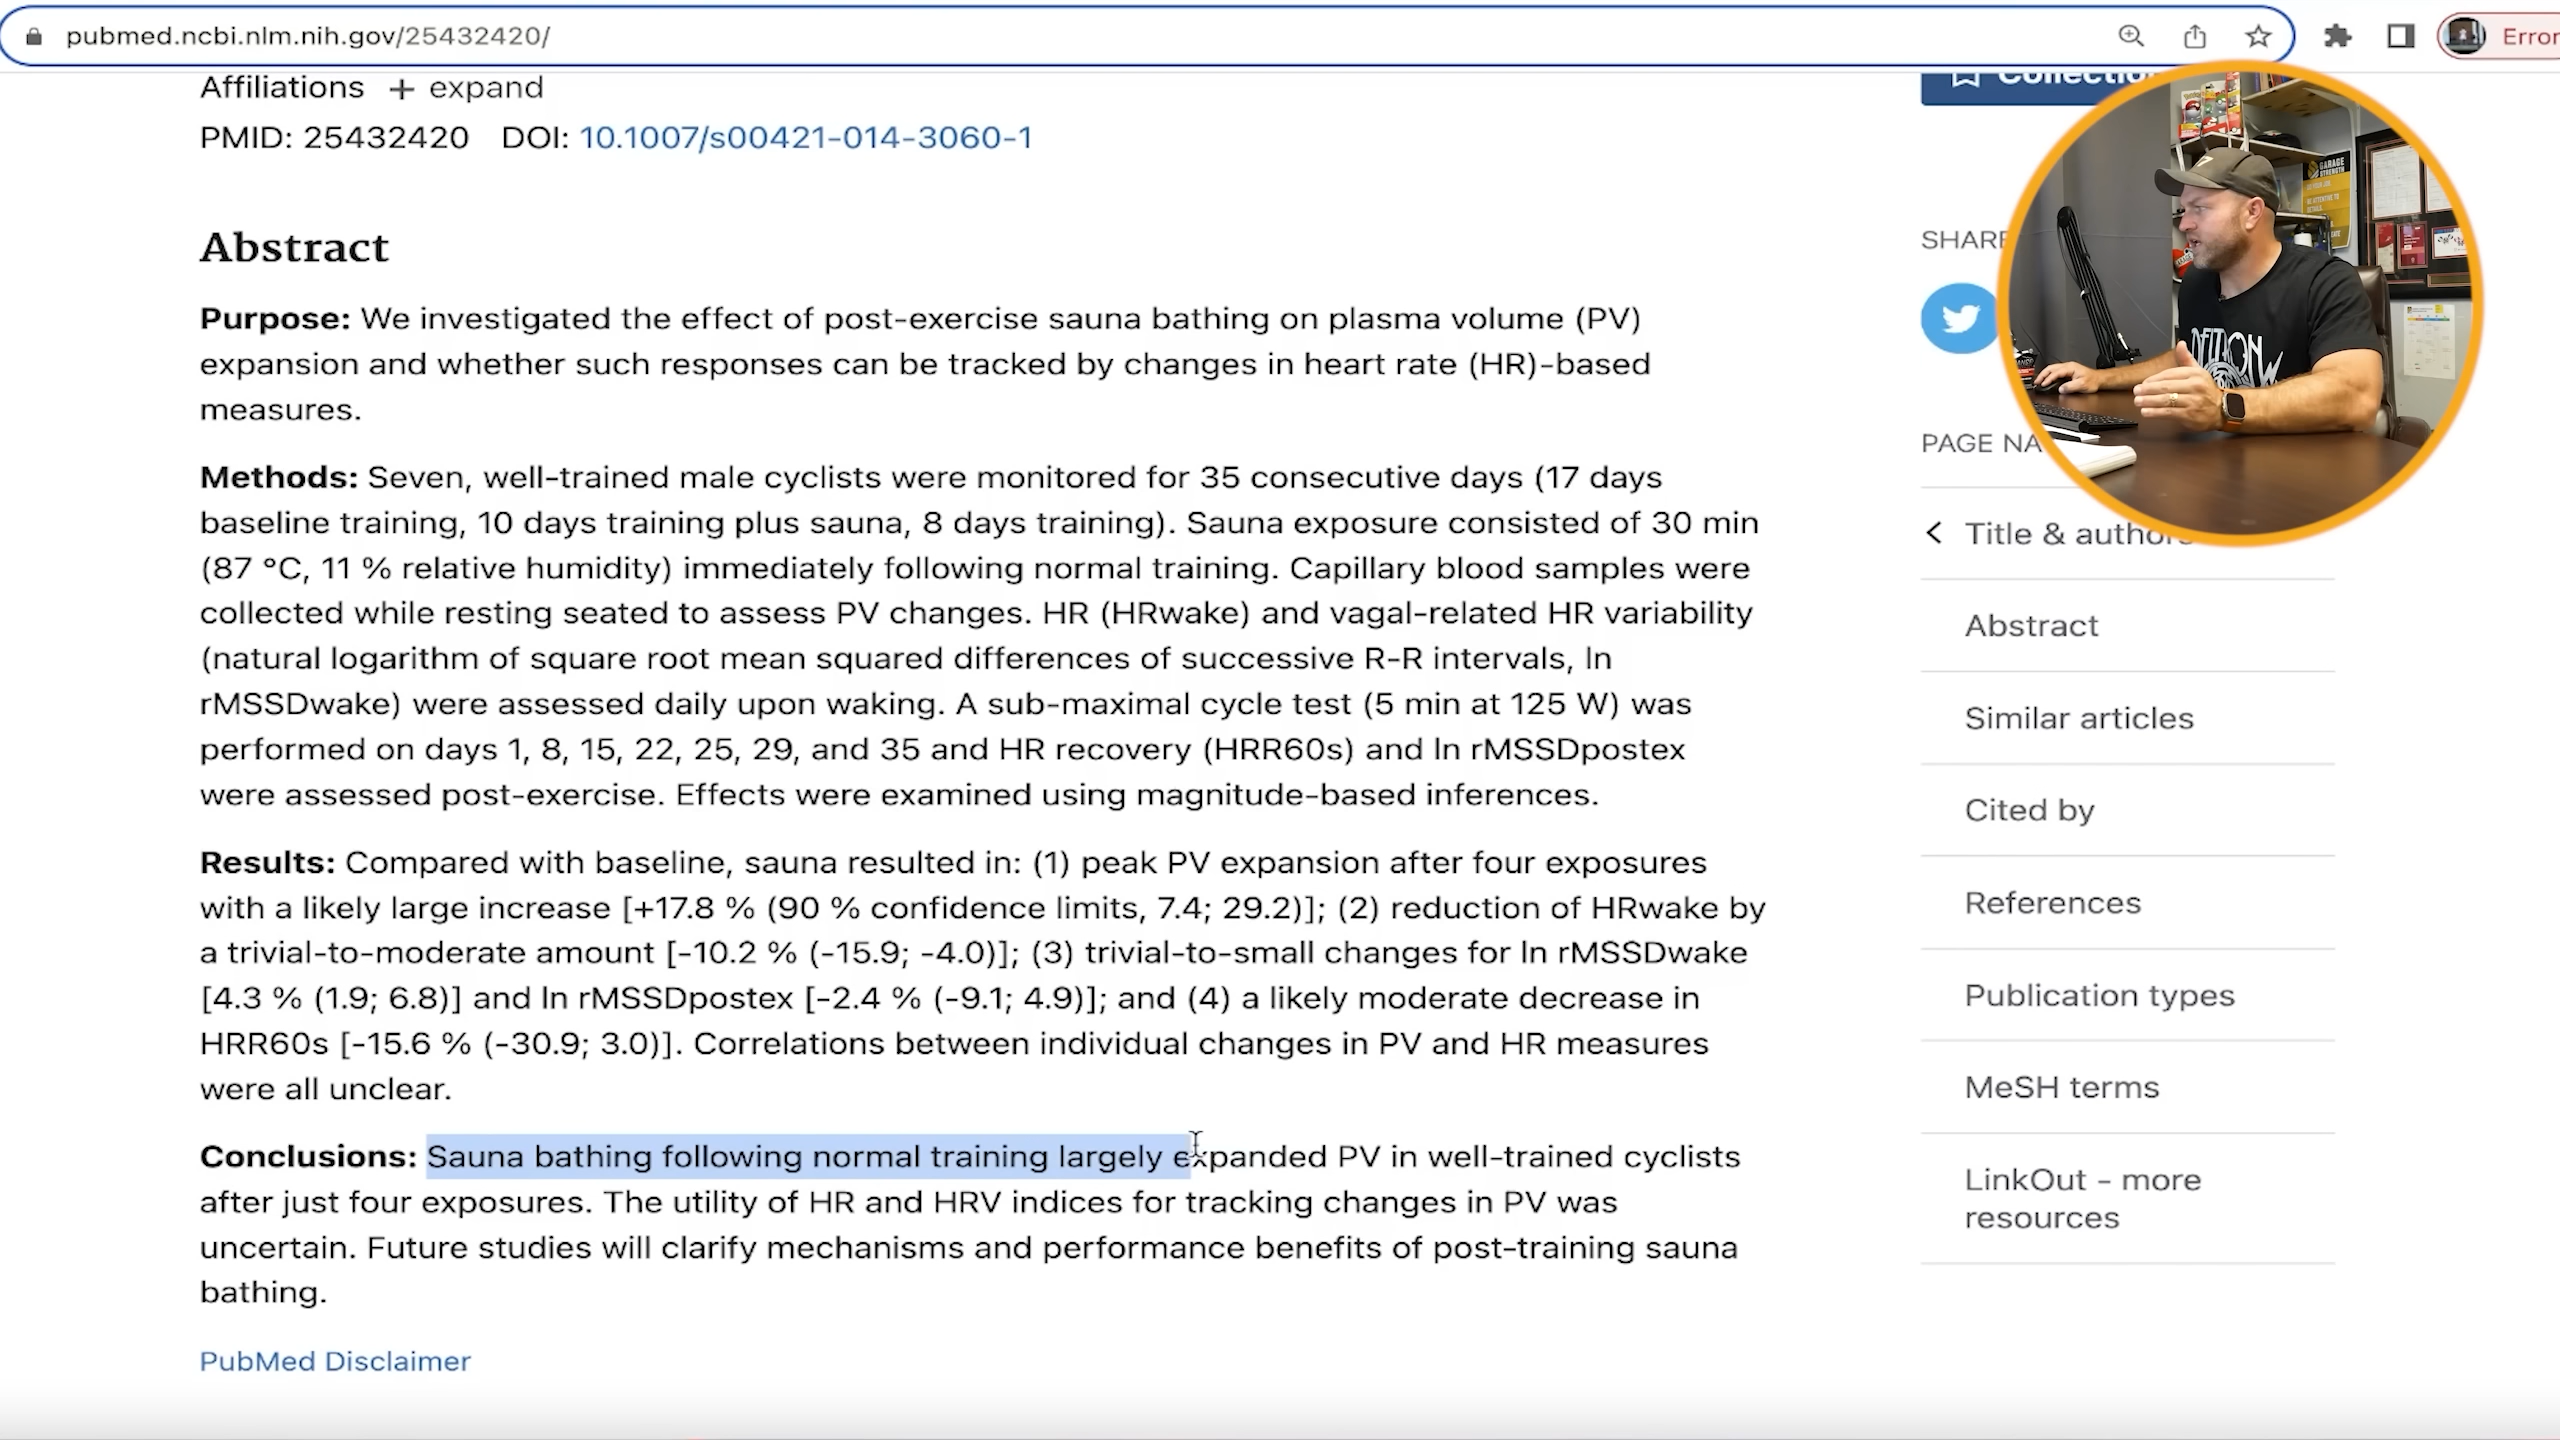 pubmed.ncbi.nlm.nih.gov/25432420/
Error
Affiliations + expand
PMID: 25432420 DOI: 10.1007/s00421-014-3060-1
Abstract
Purpose: We investigated the effect of post-exercise sauna bathing on plasma volume (PV)
expansion and whether such responses can be tracked by changes in heart rate (HR)-based
measures.
Methods: Seven, well-trained male cyclists were monitored for 35 consecutive days (17 days
baseline training, 10 days training plus sauna, 8 days training). Sauna exposure consisted of 30 min
(87 °C, 11 % relative humidity) immediately following normal training. Capillary blood samples were
collected while resting seated to assess PV changes. HR (HRwake) and vagal-related HR variability
(natural logarithm of square root mean squared differences of successive R-R intervals, ln
rMSSDwake) were assessed daily upon waking. A sub-maximal cycle test (5 min at 125 W) was
performed on days 1, 8, 15, 22, 25, 29, and 35 and HR recovery (HRR60s) and ln rMSSDpostex
were assessed post-exercise. Effects were examined using magnitude-based inferences.
Results: Compared with baseline, sauna resulted in: (1) peak PV expansion after four exposures
with a likely large increase [+17.8 % (90 % confidence limits, 7.4; 29.2)]; (2) reduction of HRwake by
a trivial-to-moderate amount [-10.2 % (-15.9; -4.0)]; (3) trivial-to-small changes for ln rMSSDwake
[4.3 % (1.9; 6.8)] and ln rMSSDpostex [-2.4 % (-9.1; 4.9)]; and (4) a likely moderate decrease in
HRR60s [-15.6 % (-30.9; 3.0)]. Correlations between individual changes in PV and HR measures
were all unclear.
Conclusions: Sauna bathing following normal training largely expanded PV in well-trained cyclists
after just four exposures. The utility of HR and HRV indices for tracking changes in PV was
uncertain. Future studies will clarify mechanisms and performance benefits of post-training sauna
bathing.
PubMed Disclaimer
Collectio
SHARE
PAGE NA
Title & author
Abstract
Similar articles
Cited by
References
Publication types
MeSH terms
LinkOut - more
resources
GARAGE
STRENGTH